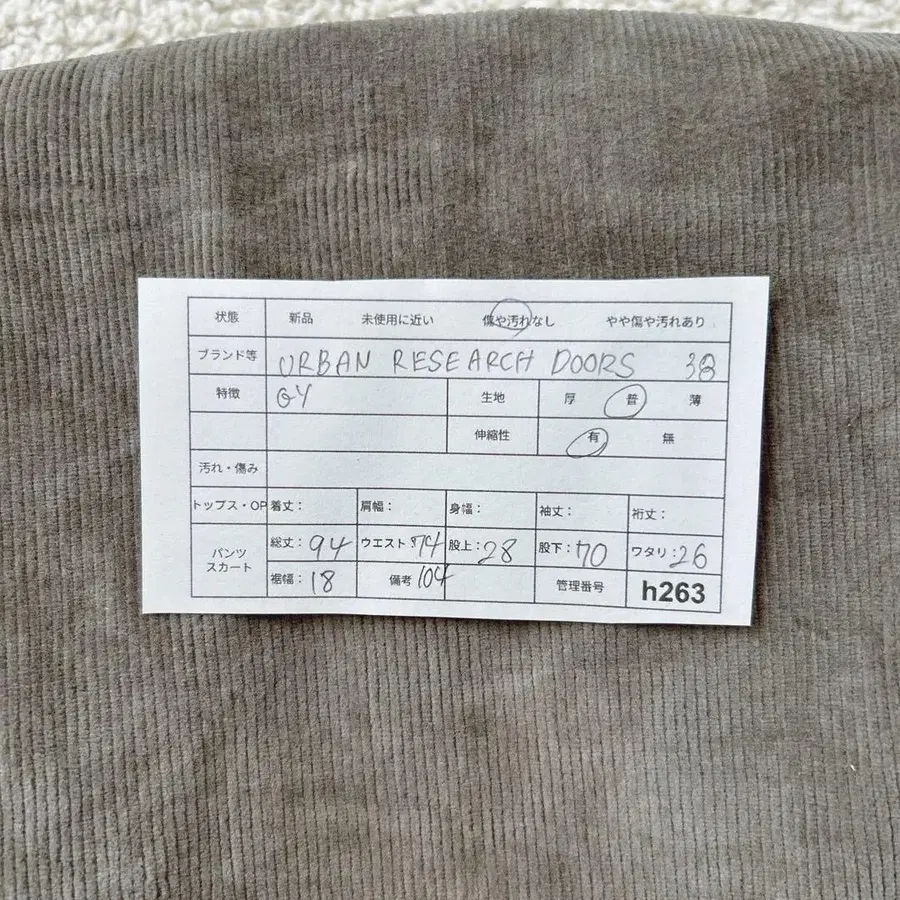 状態 新品 未使用に近い 傷や汚れなし やや傷や汚れあり
ブランド等 URBAN RESEARCH DOORS 38
特徴 GY 生地 厚 普 薄
伸縮性 有 無
汚れ・傷み
トップス・OP 着丈： 肩幅： 身幅： 袖丈： 裄丈：
パンツ スカート 総丈：94 ウエスト：74 股上：28 股下：70 ワタリ：26
裾幅：18 備考 104 管理番号 h263